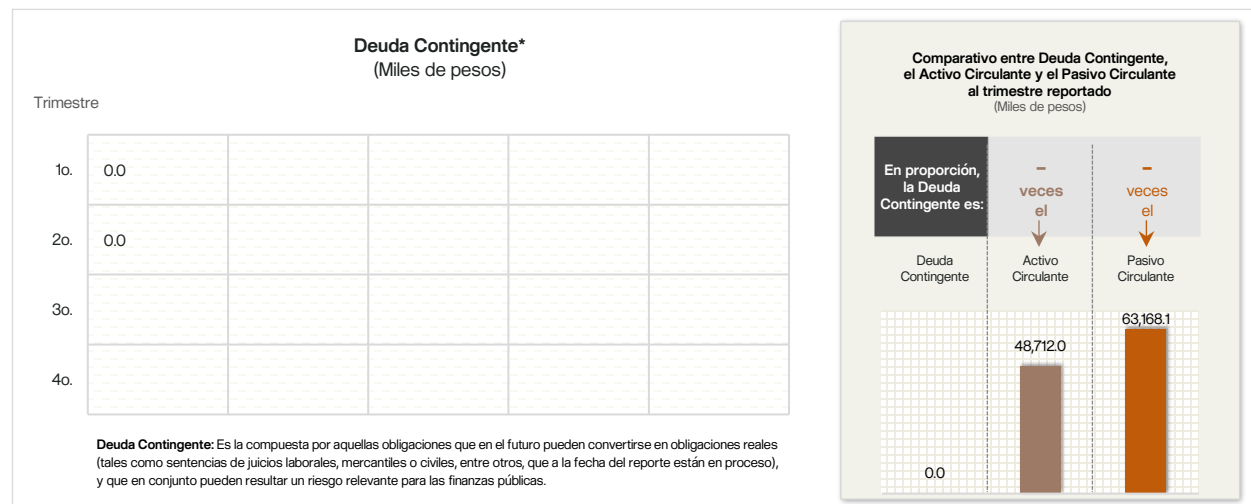 Deuda Contingente*
(Miles de pesos)
Trimestre
1o.
0.0
2o.
0.0
3o.
4o.
Deuda Contingente: Es la compuesta por aquellas obligaciones que en el futuro pueden convertirse en obligaciones reales
(tales como sentencias de juicios laborales, mercantiles o civiles, entre otros, que a la fecha del reporte están en proceso),
y que en conjunto pueden resultar un riesgo relevante para las finanzas públicas.
Comparativo entre Deuda Contingente,
el Activo Circulante y el Pasivo Circulante
al trimestre reportado
(Miles de pesos)
En proporción,
la Deuda
Contingente es:
–
veces
el
–
veces
el
Deuda
Contingente
Activo
Circulante
Pasivo
Circulante
0.0
48,712.0
63,168.1